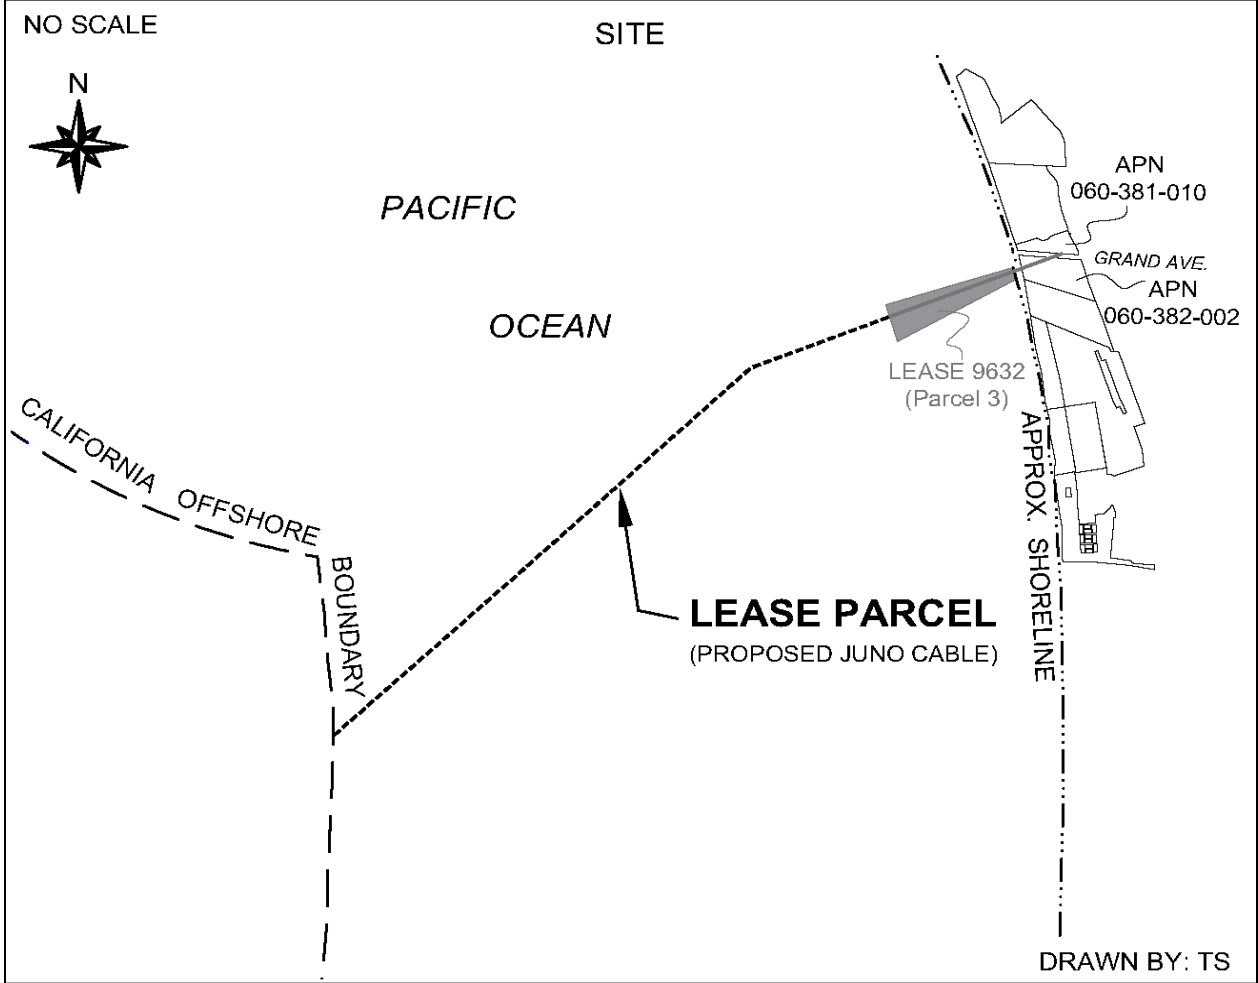 NO SCALE
SITE
N
PACIFIC
OCEAN
APN
060-381-010
GRAND AVE.
APN
060-382-002
LEASE 9632
(Parcel 3)
CALIFORNIA OFFSHORE
BOUNDARY
APPROX. SHORELINE
LEASE PARCEL
(PROPOSED JUNO CABLE)
DRAWN BY: TS